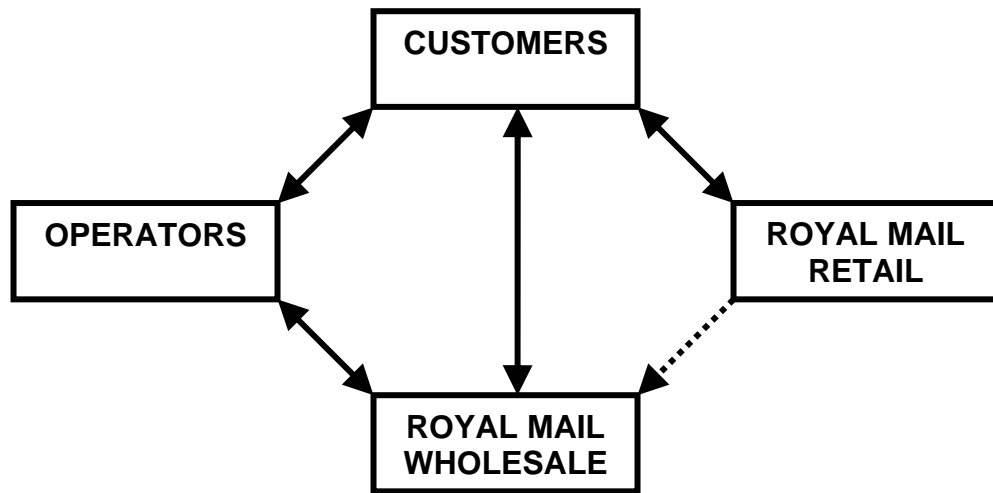 CUSTOMERS
OPERATORS
ROYAL MAIL
RETAIL
ROYAL MAIL
WHOLESALE